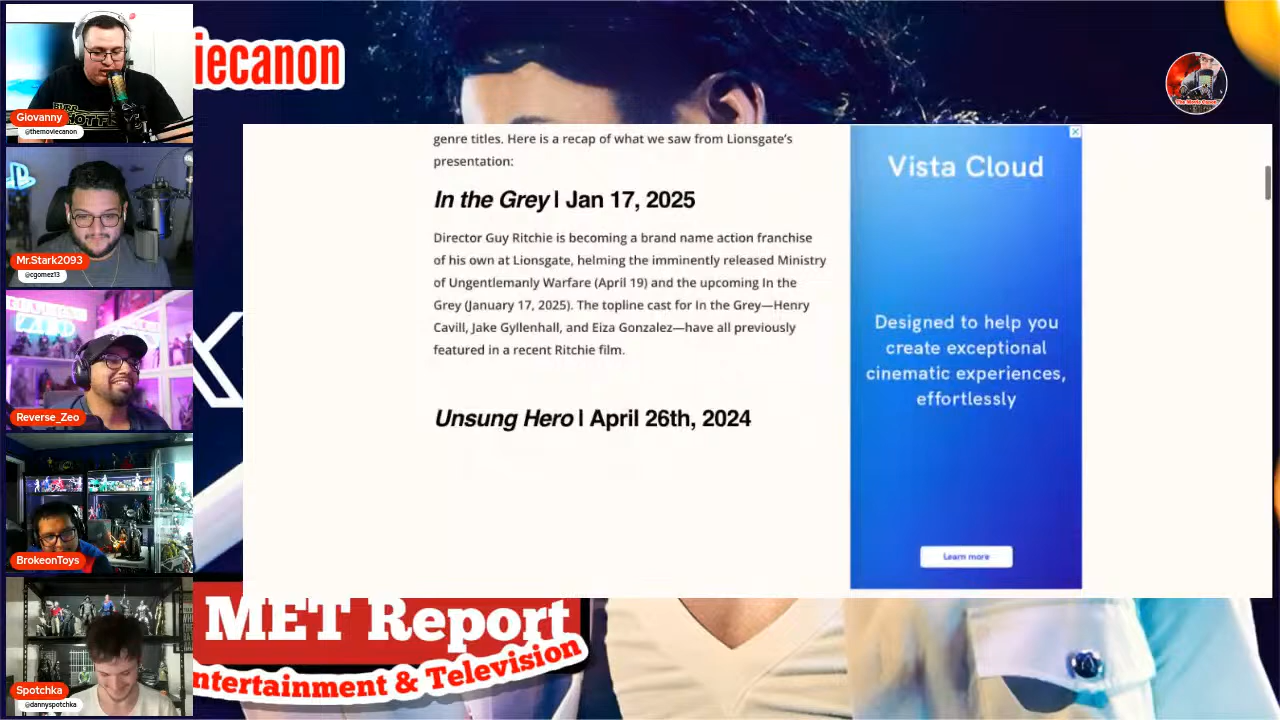 Giovanny
@themoviecanon
Mr.Stark2093
@cgomez13
Reverse_Zeo
BrokeonToys
Spotchka
@dannyspotchka
iecanon
genre titles. Here is a recap of what we saw from Lionsgate's
presentation:
In the Grey | Jan 17, 2025
Director Guy Ritchie is becoming a brand name action franchise
of his own at Lionsgate, helming the imminently released Ministry
of Ungentlemanly Warfare (April 19) and the upcoming In the
Grey (January 17, 2025). The topline cast for In the Grey—Henry
Cavill, Jake Gyllenhall, and Eiza Gonzalez—have all previously
featured in a recent Ritchie film.
Unsung Hero | April 26th, 2024
Vista Cloud
Designed to help you
create exceptional
cinematic experiences,
effortlessly
Learn more
MET Report
ntertainment & Television